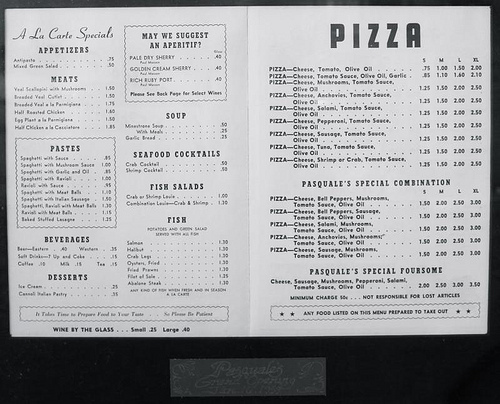 A La Carte Specials
APPETIZERS
Antipasto .75
Mixed Green Salad .50
MEATS
Veal Scallopini with Mushrooms 1.50
Breaded Veal Cutlet 1.50
Breaded Veal a la Parmigiana 1.75
Half Roasted Chicken 1.60
Egg Plant a la Parmigiana 1.50
Half Chicken a la Cacciatora 1.85
PASTES
Spaghetti with Sauce .85
Spaghetti with Mushroom Sauce 1.00
Spaghetti with Garlic and Oil .85
Spaghetti with Ravioli 1.00
Ravioli with Sauce .95
Spaghetti with Meat Balls 1.10
Spaghetti with Italian Sausage 1.50
Spaghetti, Ravioli with Meat Balls 1.30
Ravioli with Meat Balls 1.15
Baked Stuffed Lasagne 1.25
BEVERAGES
Beer—Eastern .40 Western .35
Soft Drinks—7 Up and Coke .15
Coffee .10 Milk .15 Tea .15
DESSERTS
Ice Cream .25
Cannoli Italian Pastry .35
It Takes Time to Prepare Food to Your Taste . . . So Please Be Patient
WINE BY THE GLASS . . . Small .25 Large .40
MAY WE SUGGEST
AN APERITIF?
PALE DRY SHERRY .40
Paul Masson
GOLDEN CREAM SHERRY .40
Paul Masson
RICH RUBY PORT .40
Paul Masson
Please See Back Page for Select Wines
SOUP
Minestrone Soup .50
With Meals .25
Garlic Bread .25
SEAFOOD COCKTAILS
Crab Cocktail .50
Shrimp Cocktail .50
FISH SALADS
Crab or Shrimp Louie 1.00
Combination Louie—Crab & Shrimp 1.30
FISH
POTATOES AND GREEN SALAD
SERVED WITH ALL FISH
Salmon 1.30
Halibut 1.30
Crab Legs 1.30
Oysters, Fried 1.30
Fried Prawns 1.30
Filet of Sole 1.25
Abalone Steak 1.30
ANY KIND OF FISH WHEN FRESH AND IN SEASON
A LA CARTE
PIZZA
S M L XL
PIZZA—Cheese, Tomato, Olive Oil .75 1.00 1.50 2.00
PIZZA—Cheese, Tomato Sauce, Olive Oil, Garlic .85 1.10 1.60 2.10
PIZZA—Cheese, Mushrooms, Tomato Sauce,
Olive Oil 1.25 1.50 2.00 2.50
PIZZA—Cheese, Anchovies, Tomato Sauce,
Olive Oil 1.25 1.50 2.00 2.50
PIZZA—Cheese, Salami, Tomato Sauce,
Olive Oil 1.25 1.50 2.00 2.50
PIZZA—Cheese, Pepperoni, Tomato Sauce,
Olive Oil 1.25 1.50 2.00 2.50
PIZZA—Cheese, Sausage, Tomato Sauce,
Olive Oil 1.25 1.50 2.00 2.50
PIZZA—Cheese, Tuna, Tomato Sauce,
Olive Oil 1.25 1.50 2.00 2.50
PIZZA—Cheese, Shrimp or Crab, Tomato Sauce,
Olive Oil 1.25 1.50 2.00 2.50
PASQUALE'S SPECIAL COMBINATION
S M L XL
PIZZA—Cheese, Bell Peppers, Mushrooms,
Tomato Sauce, Olive Oil 1.50 2.00 2.50 3.00
PIZZA—Cheese, Bell Peppers, Sausage,
Tomato Sauce, Olive Oil 1.50 2.00 2.50 3.00
PIZZA—Cheese, Salami, Mushrooms,
Tomato Sauce, Olive Oil 1.50 2.00 2.50 3.00
PIZZA—Cheese, Anchovies, Mushrooms,
Tomato Sauce, Olive Oil 1.50 2.00 2.50 3.00
PIZZA—Cheese, Sausage, Mushrooms,
Tomato Sauce, Olive Oil 1.50 2.00 2.50 3.00
PASQUALE'S SPECIAL FOURSOME
Cheese, Sausage, Mushrooms, Pepperoni, Salami,
Tomato Sauce, Olive Oil 2.00 2.50 3.00 3.50
MINIMUM CHARGE 50c . . . NOT RESPONSIBLE FOR LOST ARTICLES
★ ★ ANY FOOD LISTED ON THIS MENU PREPARED TO TAKE OUT ★ ★
Pasquale's